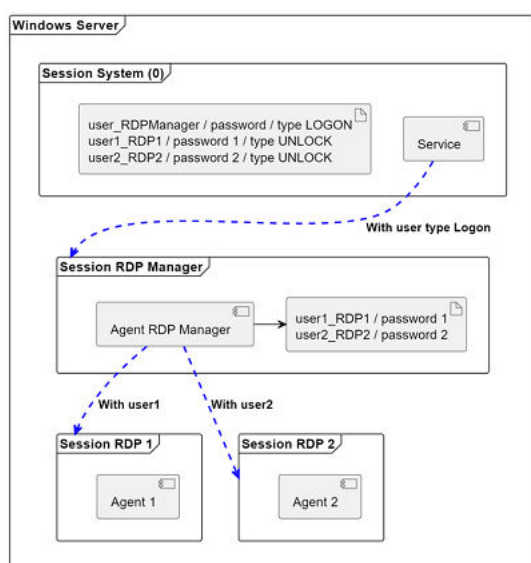 Windows Server
Session System (0)
user_RDPManager / password / type LOGON
user1_RDP1 / password 1 / type UNLOCK
user2_RDP2 / password 2 / type UNLOCK
Service
With user type Logon
Session RDP Manager
Agent RDP Manager
user1_RDP1 / password 1
user2_RDP2 / password 2
With user1
With user2
Session RDP 1
Session RDP 2
Agent 1
Agent 2